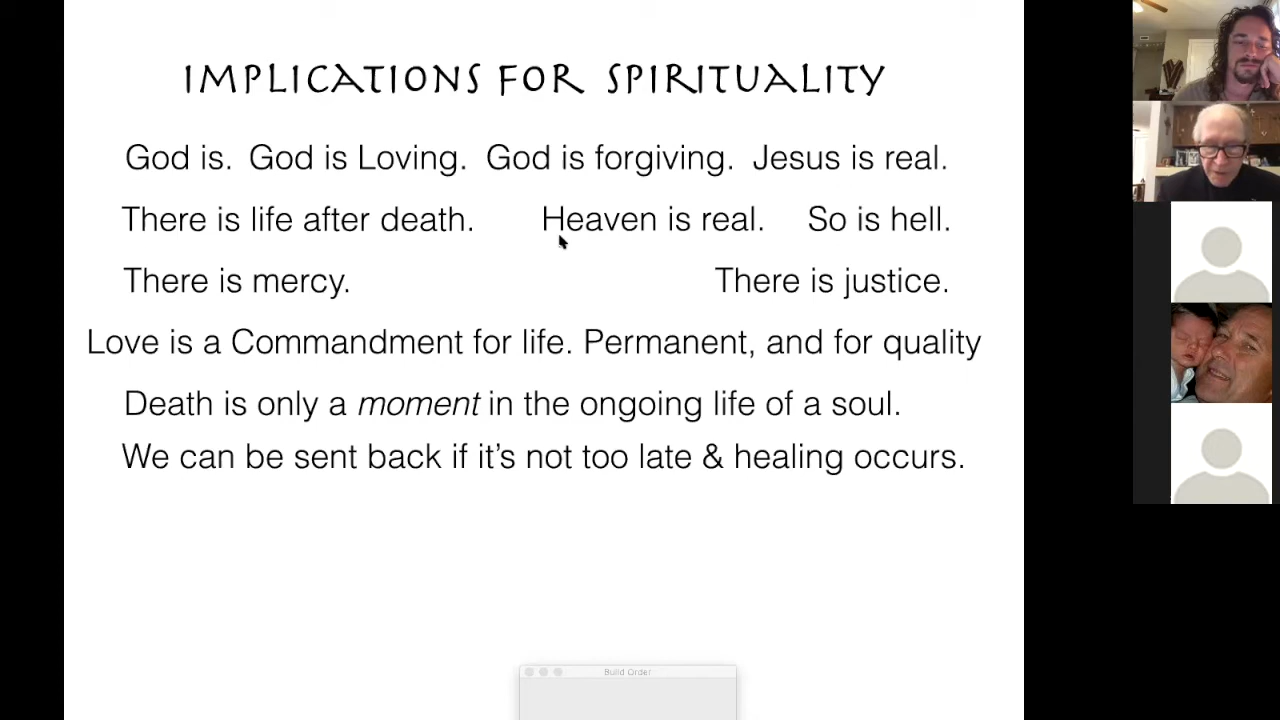 IMPLICATIONS FOR SPIRITUALITY
God is. God is Loving. God is forgiving. Jesus is real.
There is life after death. Heaven is real. So is hell.
There is mercy. There is justice.
Love is a Commandment for life. Permanent, and for quality
Death is only a moment in the ongoing life of a soul.
We can be sent back if it's not too late & healing occurs.
Build Order